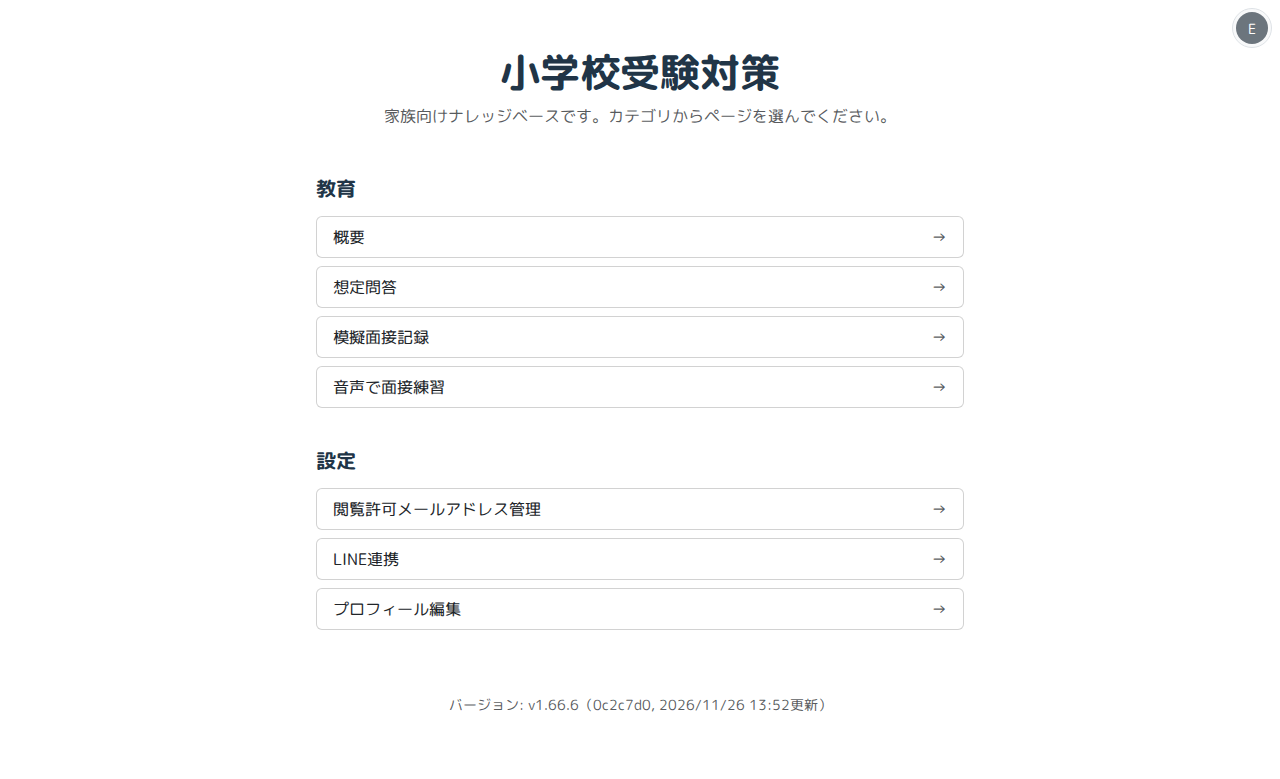 E
小学校受験対策
家族向けナレッジベースです。カテゴリからページを選んでください。
教育
概要 →
想定問答 →
模擬面接記録 →
音声で面接練習 →
設定
閲覧許可メールアドレス管理 →
LINE連携 →
プロフィール編集 →
バージョン: v1.66.6（0c2c7d0, 2026/11/26 13:52更新）